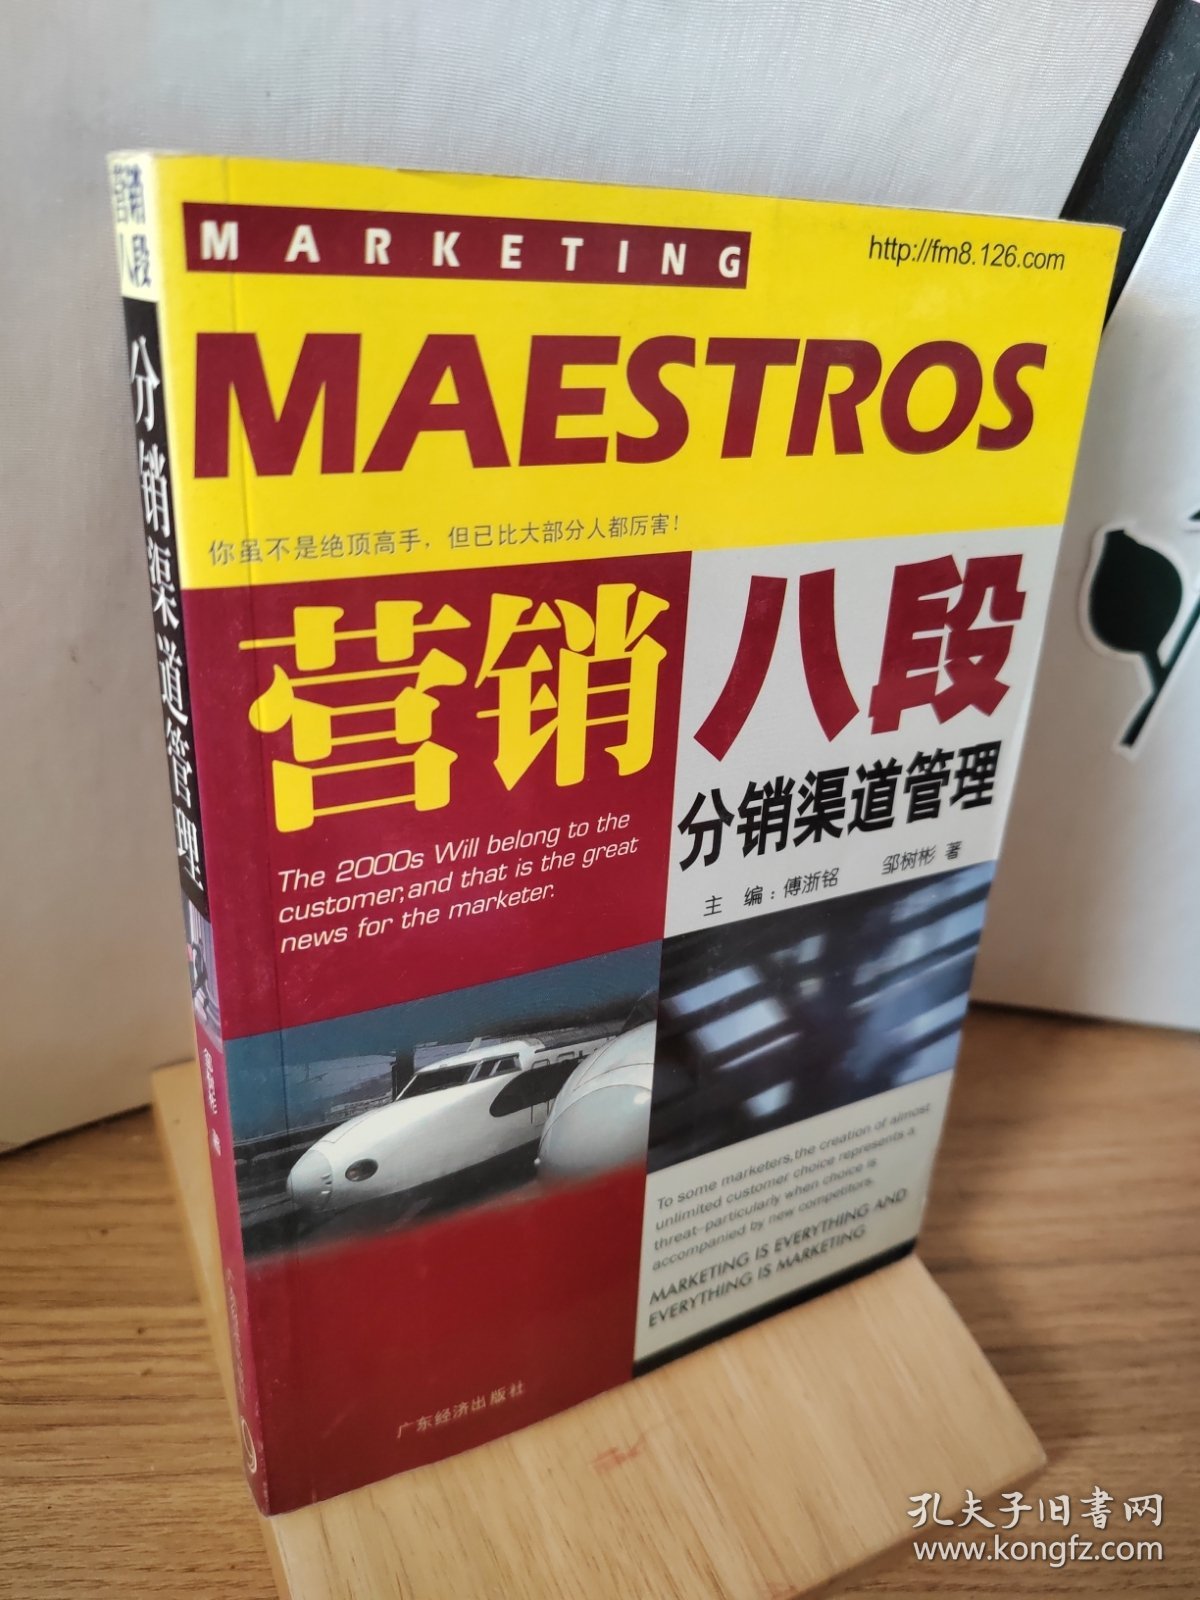 MARKETING
http://fm8.126.com
MAESTROS
你虽不是绝顶高手，但已比大部分人都厉害！
营销
八段
分销渠道管理
主 编：傅浙铭 邹树彬 著
The 2000s Will belong to the
customer,and that is the great
news for the marketer.
To some marketers,the creation of almost
unlimited customer choice represents a
threat--particularly when choice is
accompanied by new competitors.
MARKETING IS EVERYTHING AND
EVERYTHING IS MARKETING
广东经济出版社
营销
八段
分销渠道管理
邹树彬 著
孔夫子旧书网
www.kongfz.com